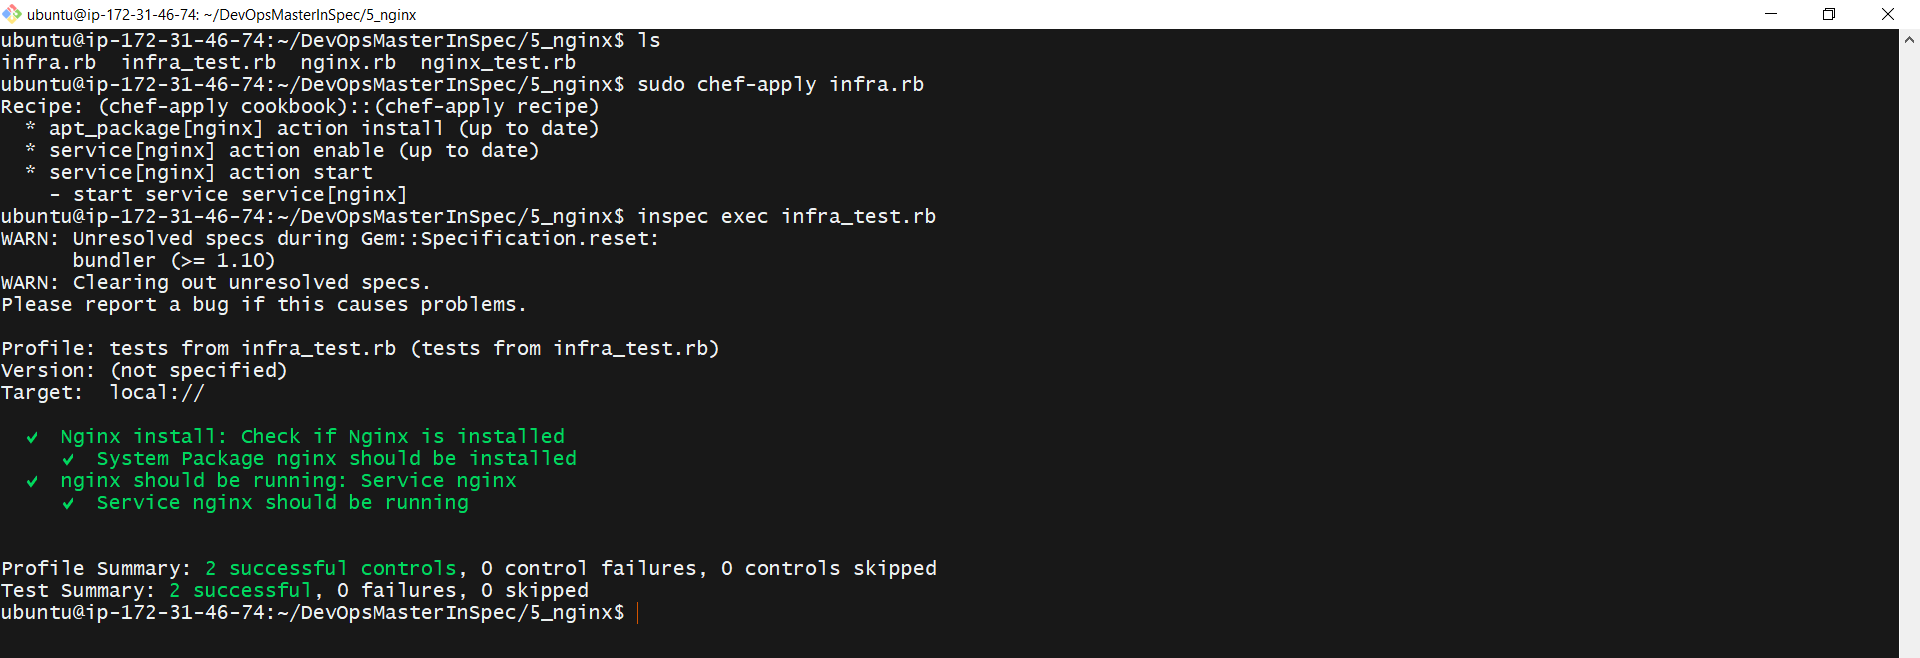 ubuntu@ip-172-31-46-74: ~/DevOpsMasterInSpec/5_nginx
ubuntu@ip-172-31-46-74:~/DevOpsMasterInSpec/5_nginx$ ls
infra.rb  infra_test.rb  nginx.rb  nginx_test.rb
ubuntu@ip-172-31-46-74:~/DevOpsMasterInSpec/5_nginx$ sudo chef-apply infra.rb
Recipe: (chef-apply cookbook)::(chef-apply recipe)
  * apt_package[nginx] action install (up to date)
  * service[nginx] action enable (up to date)
  * service[nginx] action start
    - start service service[nginx]
ubuntu@ip-172-31-46-74:~/DevOpsMasterInSpec/5_nginx$ inspec exec infra_test.rb
WARN: Unresolved specs during Gem::Specification.reset:
      bundler (>= 1.10)
WARN: Clearing out unresolved specs.
Please report a bug if this causes problems.

Profile: tests from infra_test.rb (tests from infra_test.rb)
Version: (not specified)
Target:  local://

  ✔  Nginx install: Check if Nginx is installed
     ✔  System Package nginx should be installed
  ✔  nginx should be running: Service nginx
     ✔  Service nginx should be running

Profile Summary: 2 successful controls, 0 control failures, 0 controls skipped
Test Summary: 2 successful, 0 failures, 0 skipped
ubuntu@ip-172-31-46-74:~/DevOpsMasterInSpec/5_nginx$